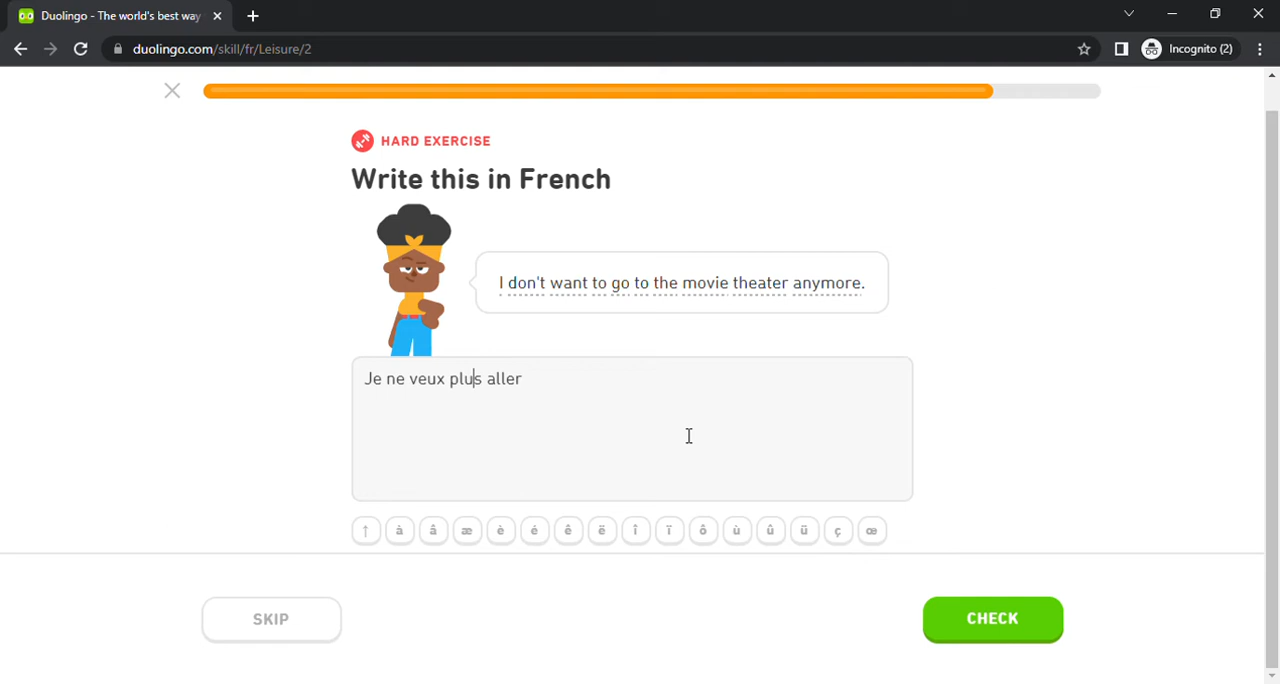 Duolingo - The world's best way
duolingo.com/skill/fr/Leisure/2
Incognito (2)
HARD EXERCISE
Write this in French
I don't want to go to the movie theater anymore.
Je ne veux plus aller
↑ à â æ è é ê ë î ï ô ù û ü ç œ
SKIP
CHECK